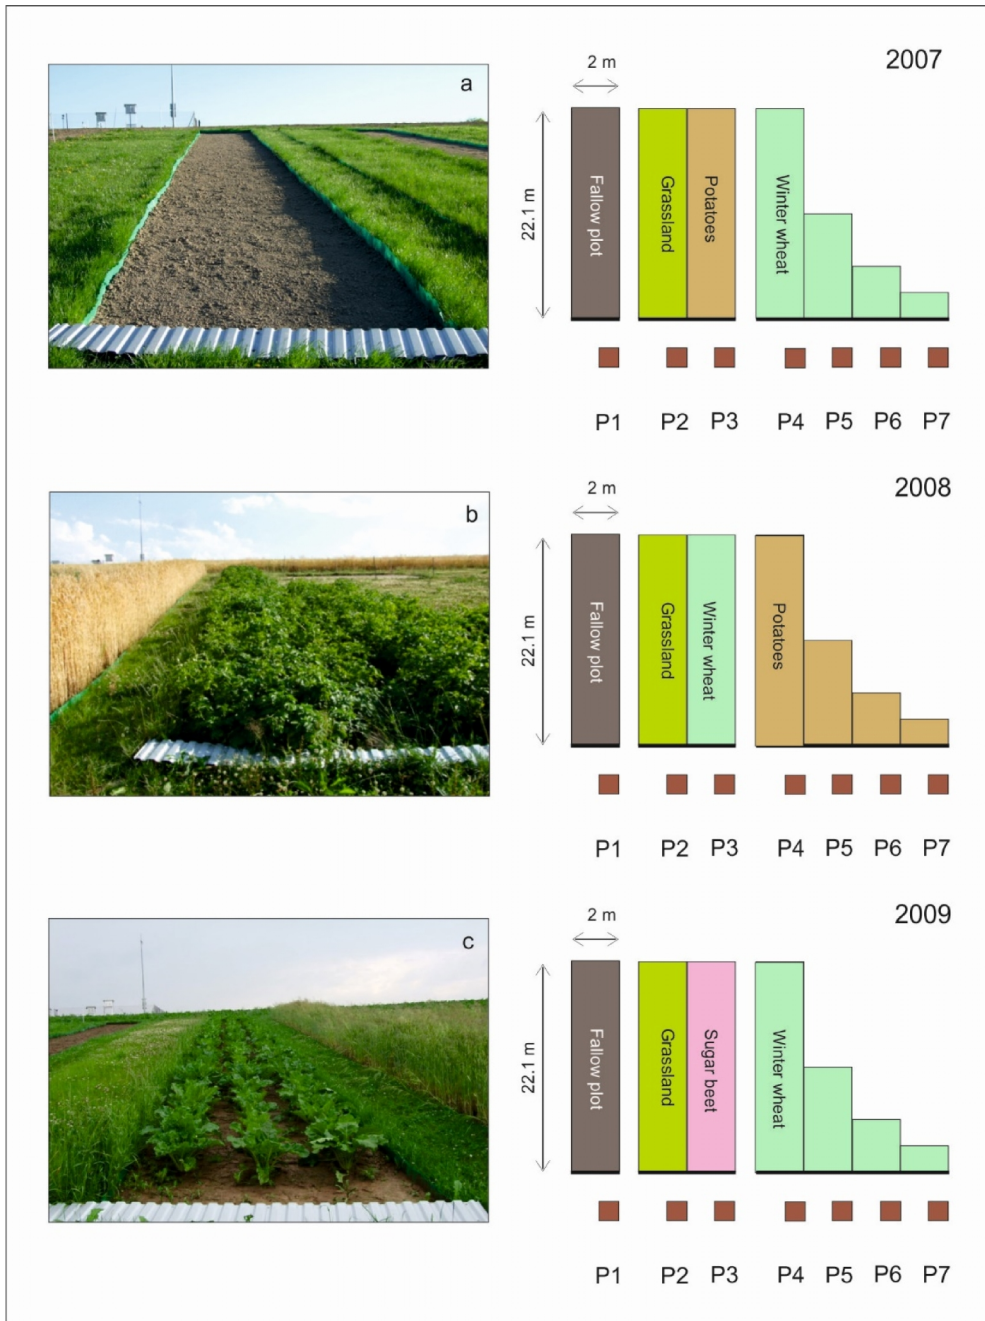 a
2007
2 m
22.1 m
Fallow plot
Grassland
Potatoes
Winter wheat
P1 P2 P3 P4 P5 P6 P7
b
2008
2 m
22.1 m
Fallow plot
Grassland
Winter wheat
Potatoes
P1 P2 P3 P4 P5 P6 P7
c
2009
2 m
22.1 m
Fallow plot
Grassland
Sugar beet
Winter wheat
P1 P2 P3 P4 P5 P6 P7